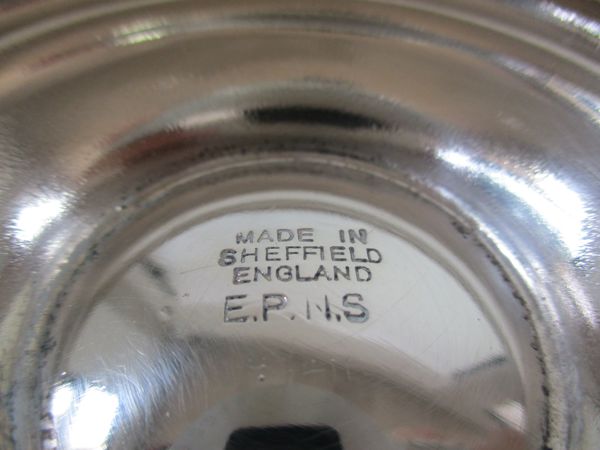 MADE IN
SHEFFIELD
ENGLAND
E.P.N.S